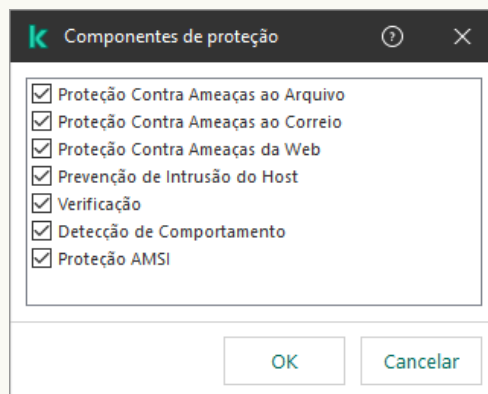 Componentes de proteção
Proteção Contra Ameaças ao Arquivo
Proteção Contra Ameaças ao Correio
Proteção Contra Ameaças da Web
Prevenção de Intrusão do Host
Verificação
Detecção de Comportamento
Proteção AMSI
OK Cancelar